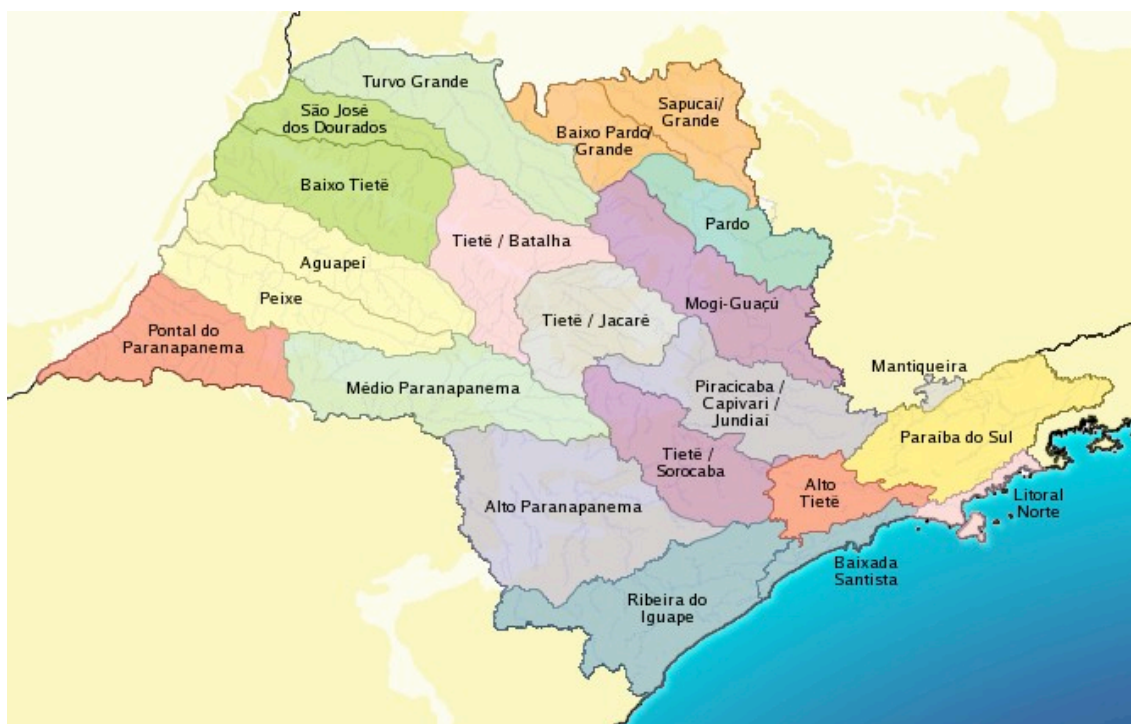 Turvo Grande
Sapucaí/
Grande
São José
dos Dourados
Baixo Pardo/
Grande
Baixo Tietê
Pardo
Tietê / Batalha
Aguapeí
Peixe
Mogi-Guaçú
Tietê / Jacaré
Pontal do
Paranapanema
Mantiqueira
Médio Paranapanema
Piracicaba /
Capivari /
Jundiaí
Paraíba do Sul
Tietê /
Sorocaba
Alto
Tietê
Litoral
Norte
Alto Paranapanema
Baixada
Santista
Ribeira do
Iguape